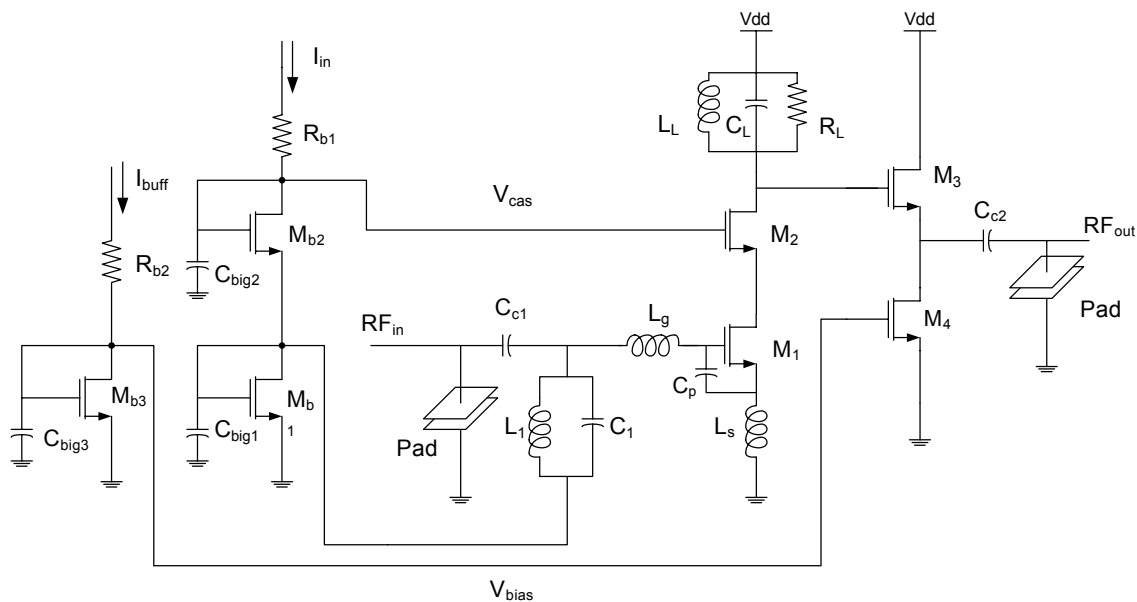 Vdd
Vdd
I_in
L_L
C_L
R_L
R_b1
I_buff
V_cas
M_3
C_c2
RF_out
M_b2
M_2
R_b2
C_big2
Pad
C_c1
L_g
RF_in
M_1
M_4
C_p
M_b3
M_b
1
C_big3
C_big1
Pad
L_1
C_1
L_s
V_bias